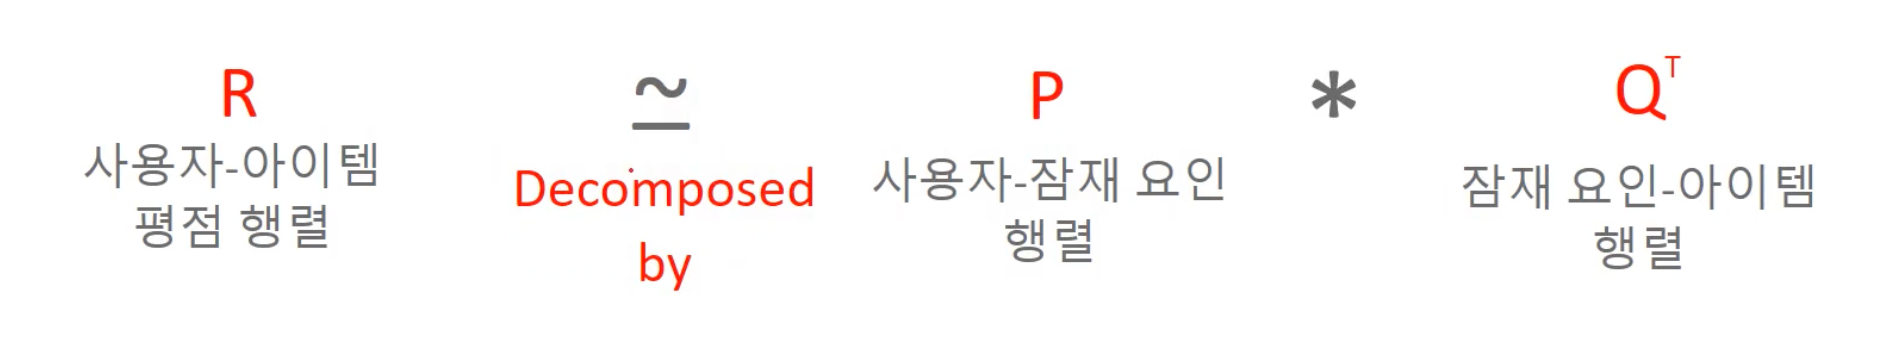 R ≃ P * Qᵀ
사용자-아이템
평점 행렬
Decomposed
by
사용자-잠재 요인
행렬
잠재 요인-아이템
행렬